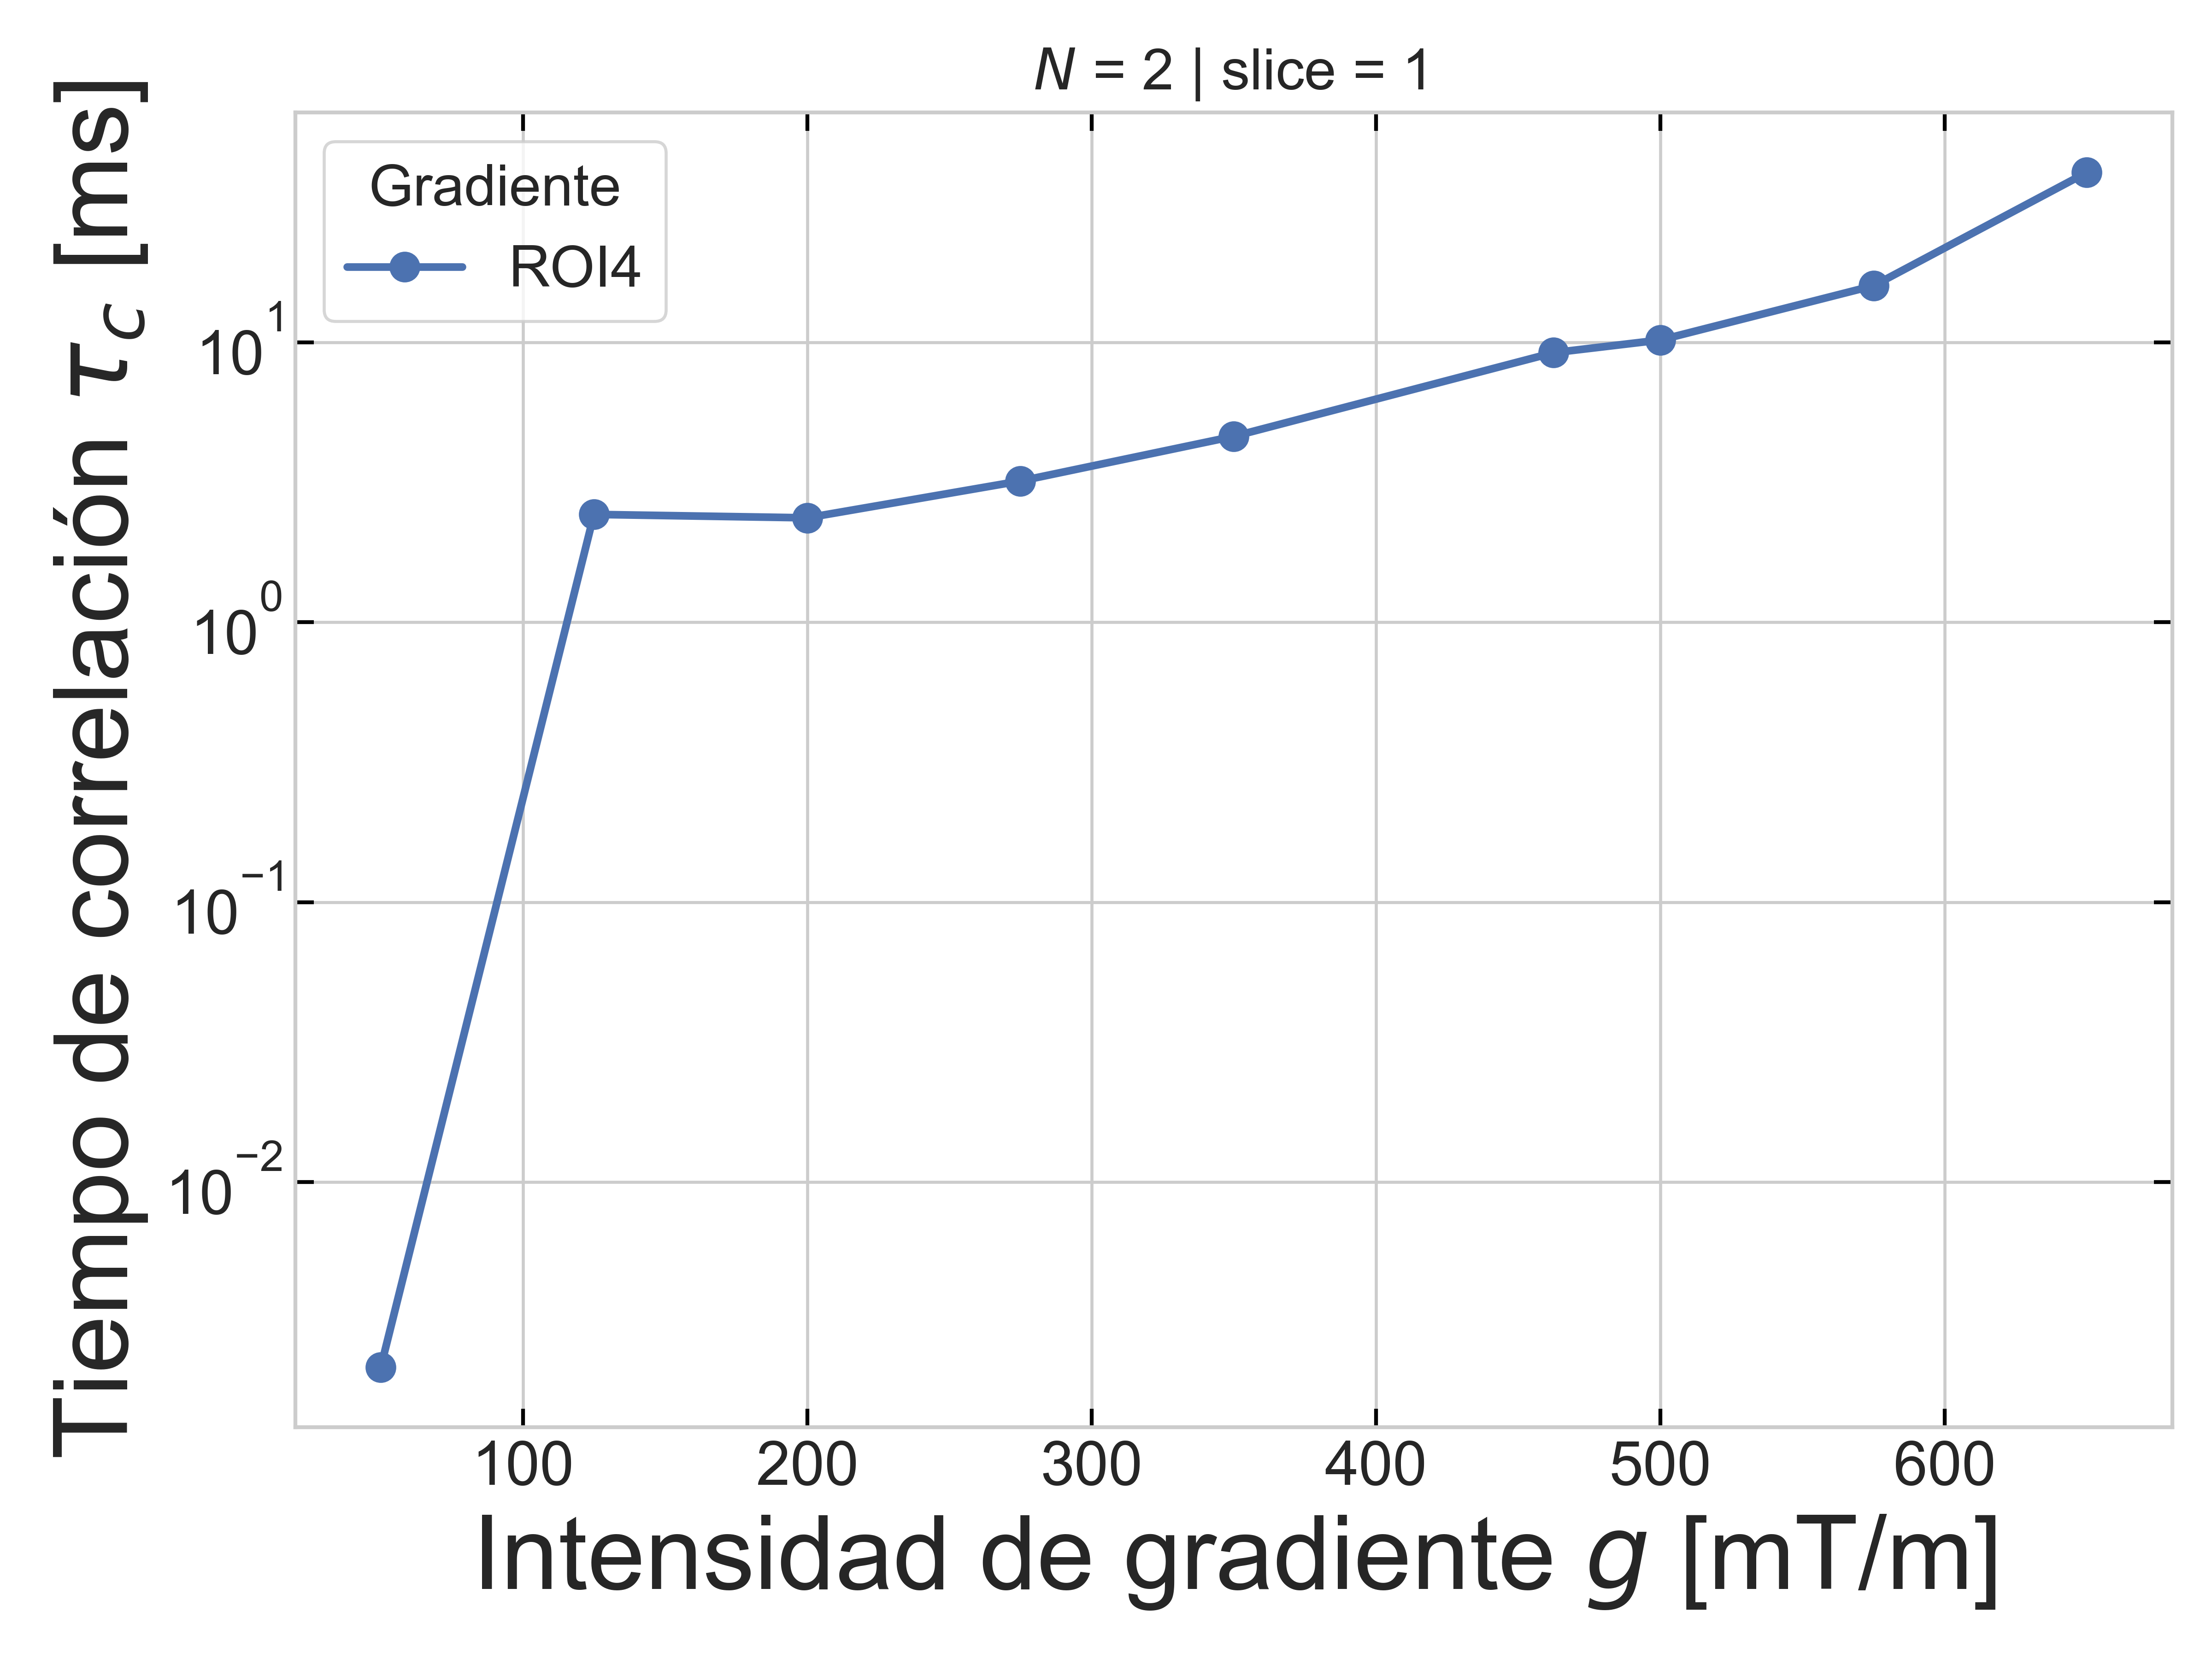 N = 2 | slice = 1
Gradiente
ROI4
Tiempo de correlación τc [ms]
10^1
10^0
10^−1
10^−2
100 200 300 400 500 600
Intensidad de gradiente g [mT/m]